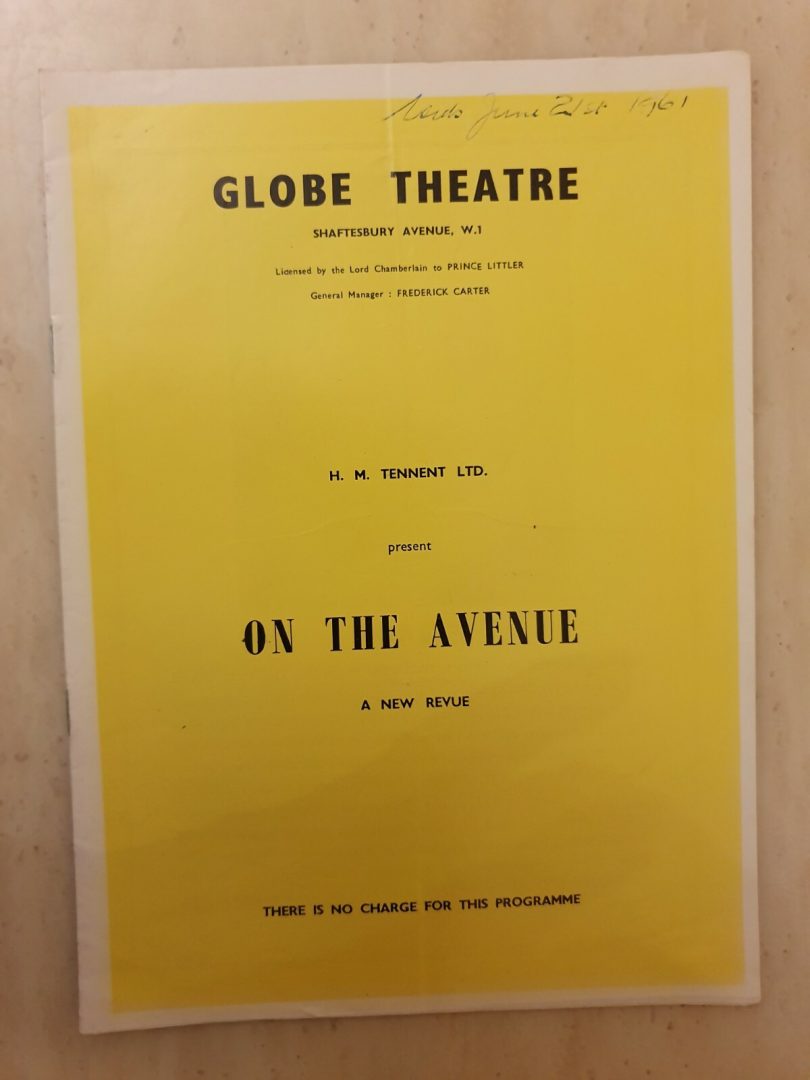 June 21st 1961
GLOBE THEATRE
SHAFTESBURY AVENUE, W.1
Licensed by the Lord Chamberlain to PRINCE LITTLER
General Manager : FREDERICK CARTER
H. M. TENNENT LTD.
present
ON THE AVENUE
A NEW REVUE
THERE IS NO CHARGE FOR THIS PROGRAMME